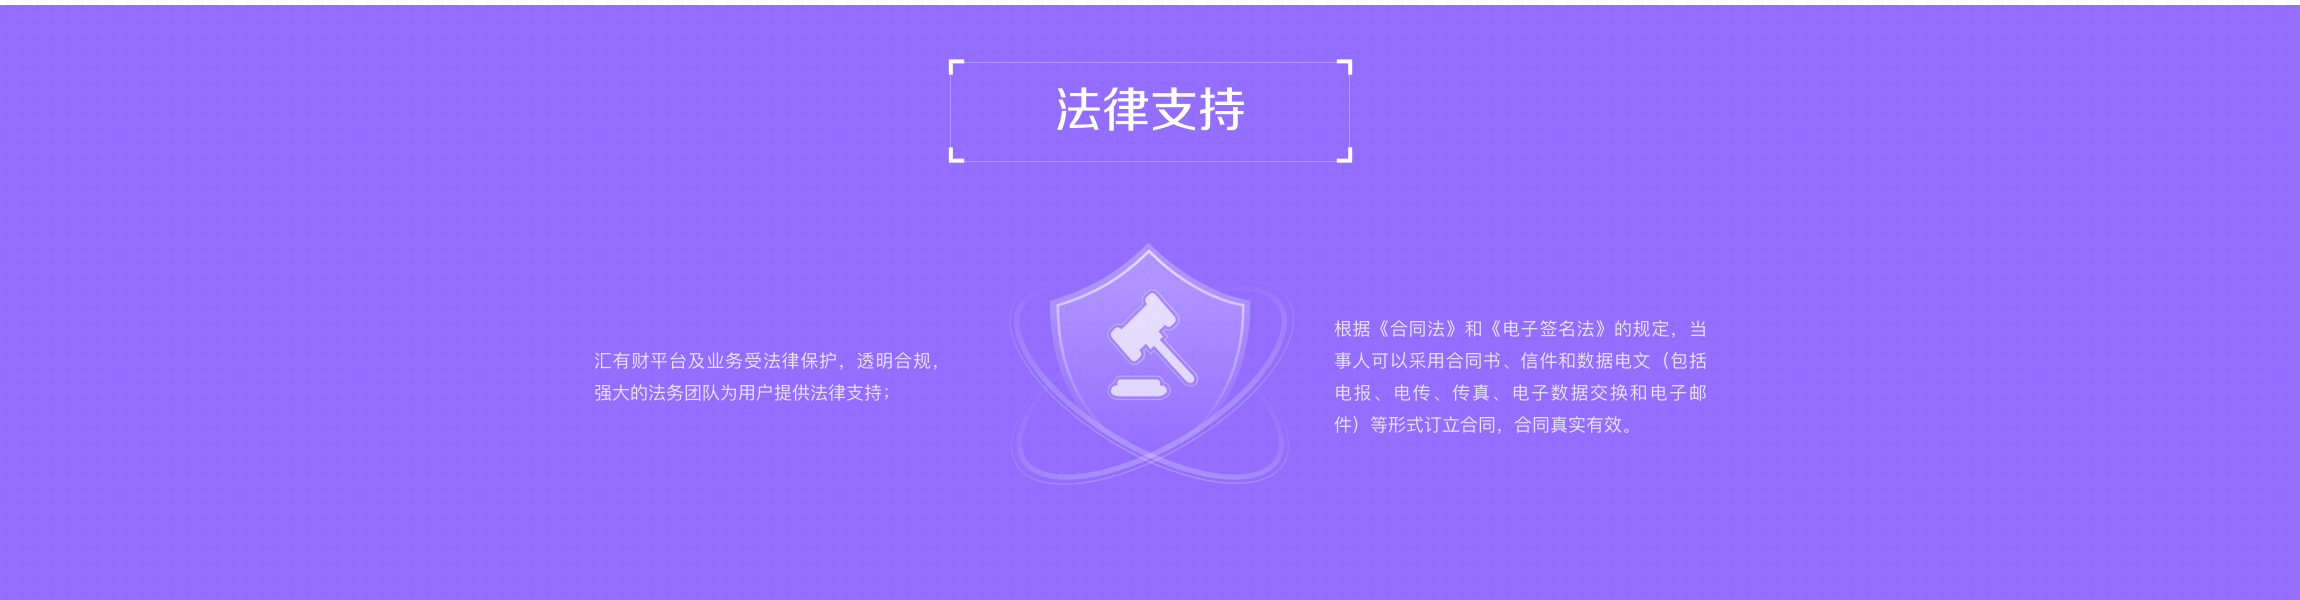 法律支持
汇有财平台及业务受法律保护，透明合规，
强大的法务团队为用户提供法律支持；
根据《合同法》和《电子签名法》的规定，当
事人可以采用合同书、信件和数据电文（包括
电报、电传、传真、电子数据交换和电子邮
件）等形式订立合同，合同真实有效。